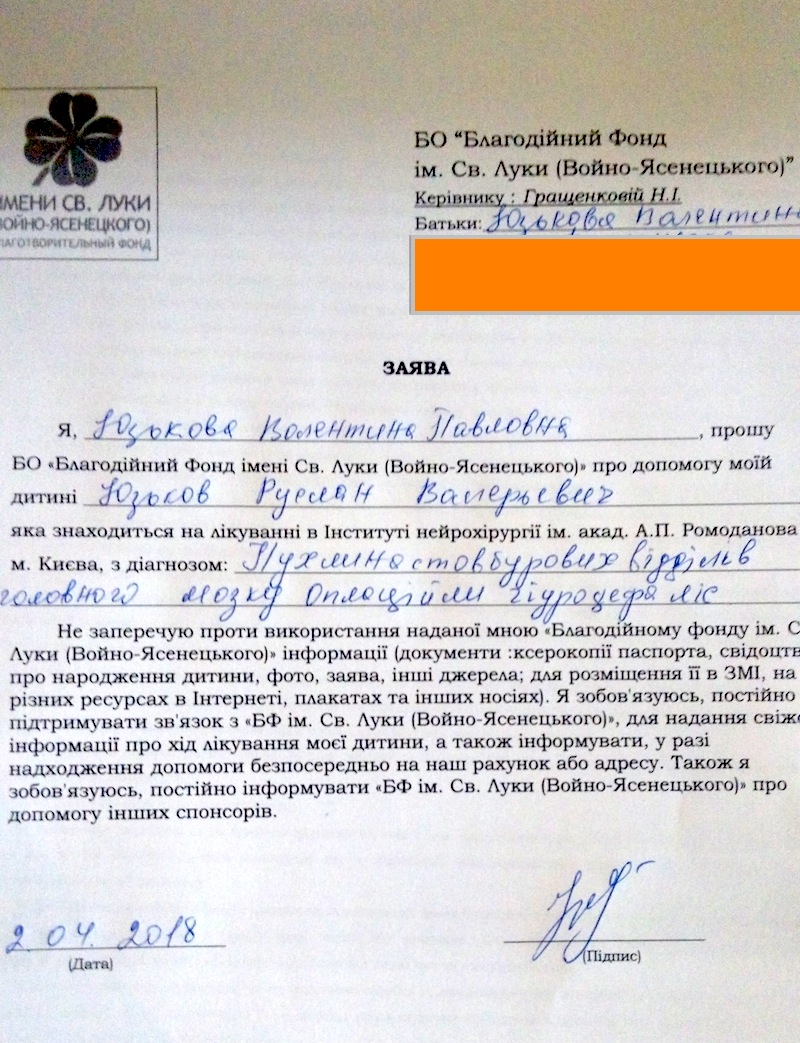 ІМЕНИ СВ. ЛУКИ
ВОЙНО-ЯСЕНЕЦКОГО)
БЛАГОТВОРИТЕЛЬНЫЙ ФОНД
БО “Благодійний Фонд
ім. Св. Луки (Войно-Ясенецького)”
Керівнику : Гращенковій Н.І.
Батьки: Юзькова Валентина
ЗАЯВА
Я, Юзькова Валентина Павловна, прошу
БО «Благодійний Фонд імені Св. Луки (Войно-Ясенецького)» про допомогу моїй
дитині Юзьков Руслан Валерьевич
яка знаходиться на лікуванні в Інституті нейрохірургії ім. акад. А.П. Ромоданова
м. Києва, з діагнозом: Пухлина стовбурових відділів
головного мозку гідроцефаліс
Не заперечую проти використання наданої мною «Благодійному фонду ім. С
Луки (Войно-Ясенецького)» інформації (документи :ксерокопії паспорта, свідоцтв
про народження дитини, фото, заява, інші джерела; для розміщення її в ЗМІ, на
різних ресурсах в Інтернеті, плакатах та інших носіях). Я зобов'язуюсь, постійно
підтримувати зв'язок з «БФ ім. Св. Луки (Войно-Ясенецького)», для надання свіжо
інформації про хід лікування моєї дитини, а також інформувати, у разі
надходження допомоги безпосередньо на наш рахунок або адресу. Також я
зобов'язуюсь, постійно інформувати «БФ ім. Св. Луки (Войно-Ясенецького)» про
допомогу інших спонсорів.
2. 04. 2018
(Дата)
(Підпис)